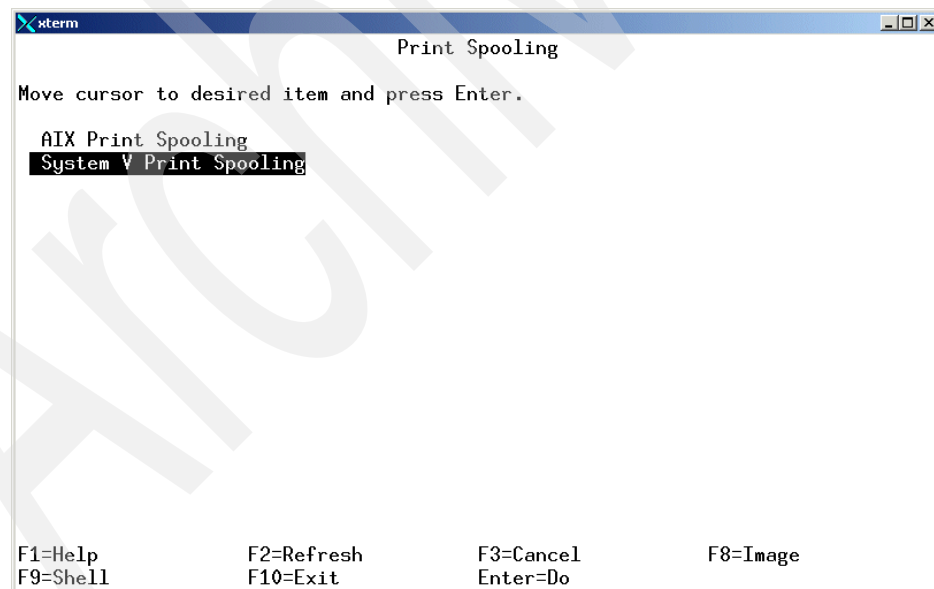 xterm
Print Spooling
Move cursor to desired item and press Enter.
AIX Print Spooling
System V Print Spooling
F1=Help F2=Refresh F3=Cancel F8=Image
F9=Shell F10=Exit Enter=Do
Archiv